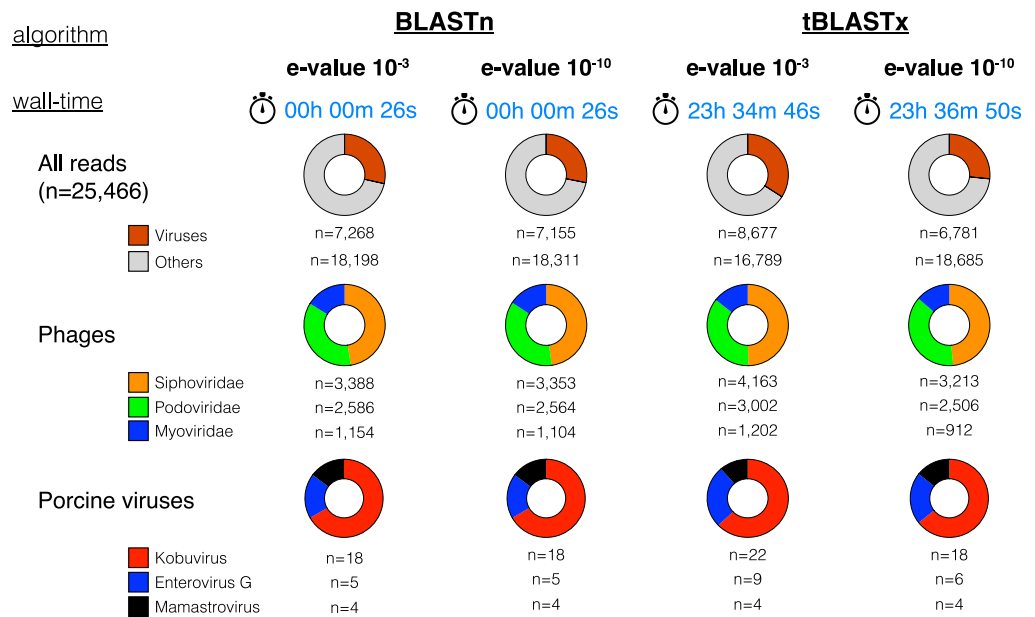 algorithm
BLASTn
tBLASTx
e-value 10⁻³
e-value 10⁻¹⁰
e-value 10⁻³
e-value 10⁻¹⁰
wall-time
00h 00m 26s
00h 00m 26s
23h 34m 46s
23h 36m 50s
All reads
(n=25,466)
Viruses
n=7,268
n=7,155
n=8,677
n=6,781
Others
n=18,198
n=18,311
n=16,789
n=18,685
Phages
Siphoviridae
n=3,388
n=3,353
n=4,163
n=3,213
Podoviridae
n=2,586
n=2,564
n=3,002
n=2,506
Myoviridae
n=1,154
n=1,104
n=1,202
n=912
Porcine viruses
Kobuvirus
n=18
n=18
n=22
n=18
Enterovirus G
n=5
n=5
n=9
n=6
Mamastrovirus
n=4
n=4
n=4
n=4